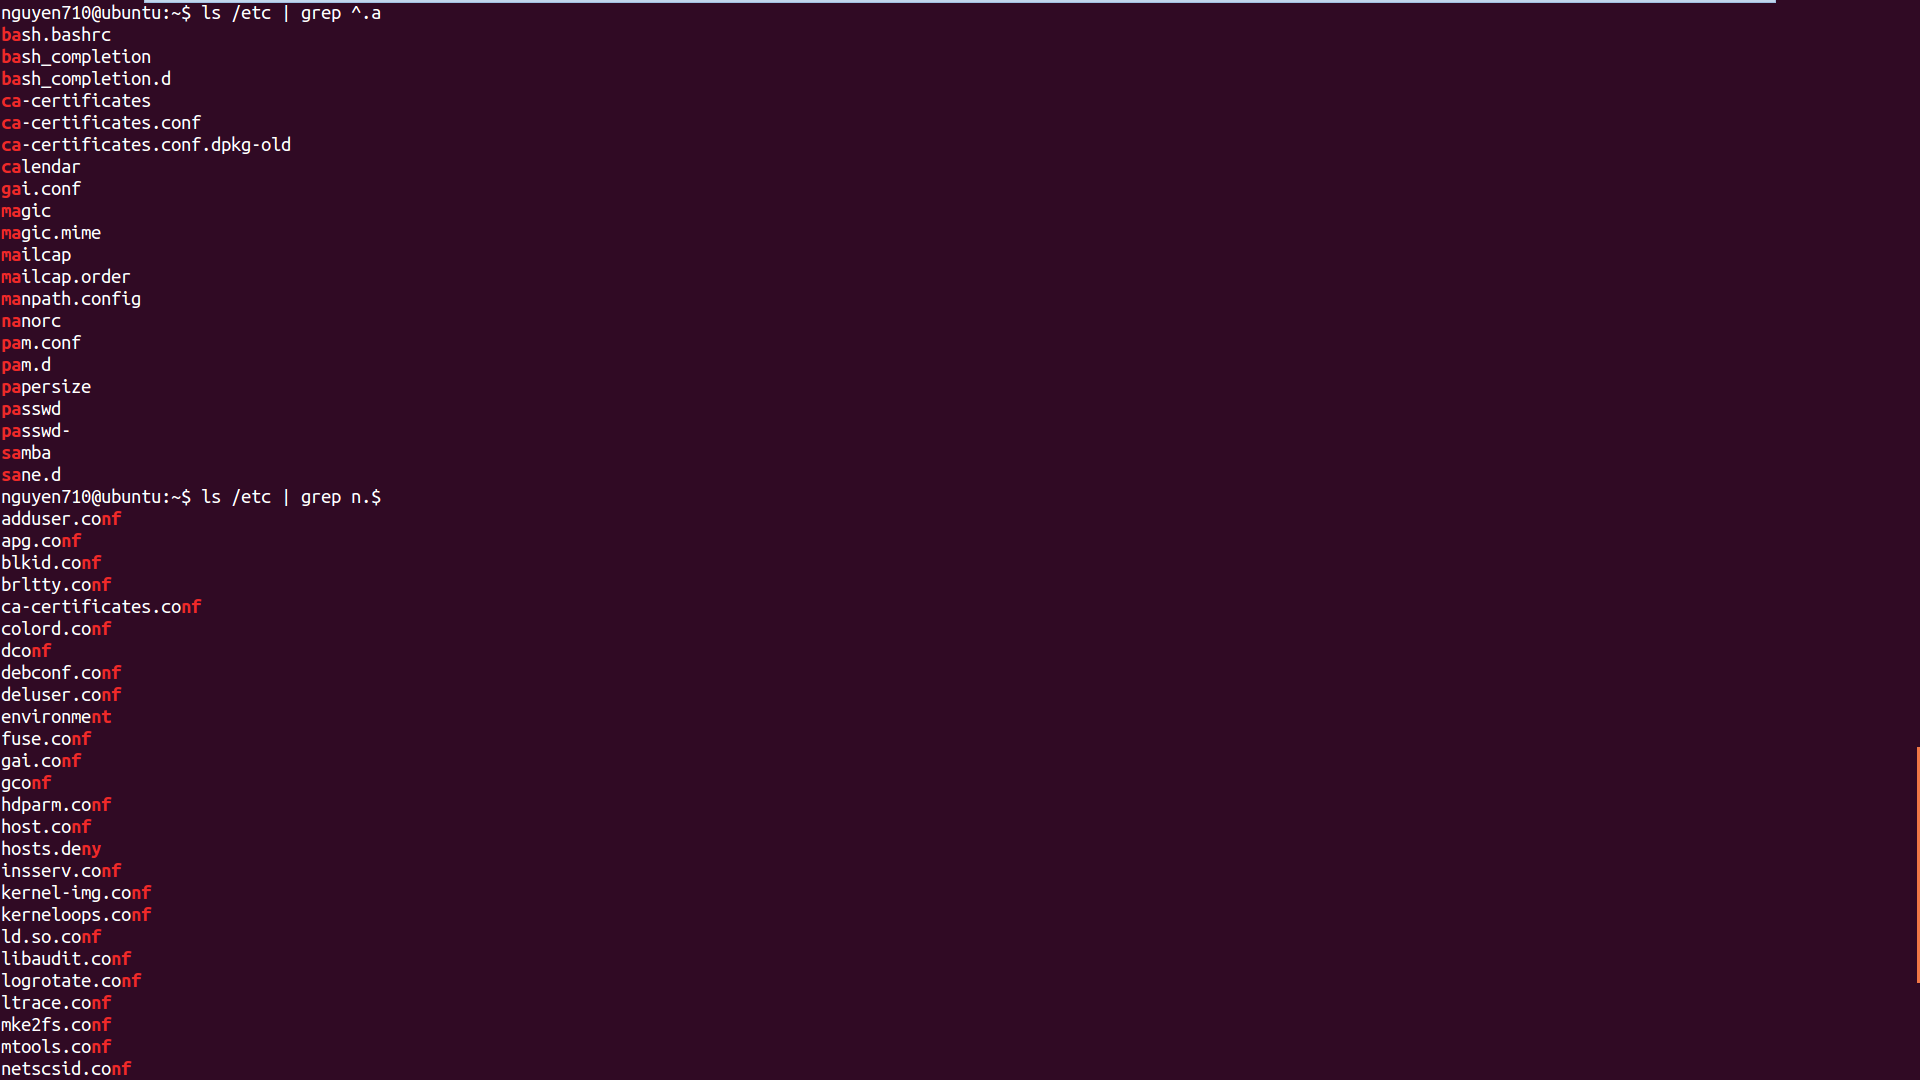 nguyen710@ubuntu:~$ ls /etc | grep ^.a
bash.bashrc
bash_completion
bash_completion.d
ca-certificates
ca-certificates.conf
ca-certificates.conf.dpkg-old
calendar
gai.conf
magic
magic.mime
mailcap
mailcap.order
manpath.config
nanorc
pam.conf
pam.d
papersize
passwd
passwd-
samba
sane.d
nguyen710@ubuntu:~$ ls /etc | grep n.$
adduser.conf
apg.conf
blkid.conf
brltty.conf
ca-certificates.conf
colord.conf
dconf
debconf.conf
deluser.conf
environment
fuse.conf
gai.conf
gconf
hdparm.conf
host.conf
hosts.deny
insserv.conf
kernel-img.conf
kerneloops.conf
ld.so.conf
libaudit.conf
logrotate.conf
ltrace.conf
mke2fs.conf
mtools.conf
netscsid.conf